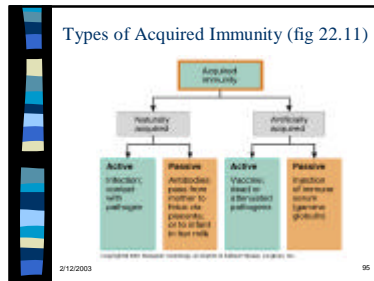 Types of Acquired Immunity (fig 22.11)
Acquired
immunity
Naturally
acquired
Artificially
acquired
Active
Infection;
contact
with
pathogen
Passive
Antibodies
pass from
mother to
fetus via
placenta;
or to infant
in her milk
Active
Vaccine;
dead or
attenuated
pathogens
Passive
Injection
of immune
serum
(gamma
globulin)
2/12/2003
95